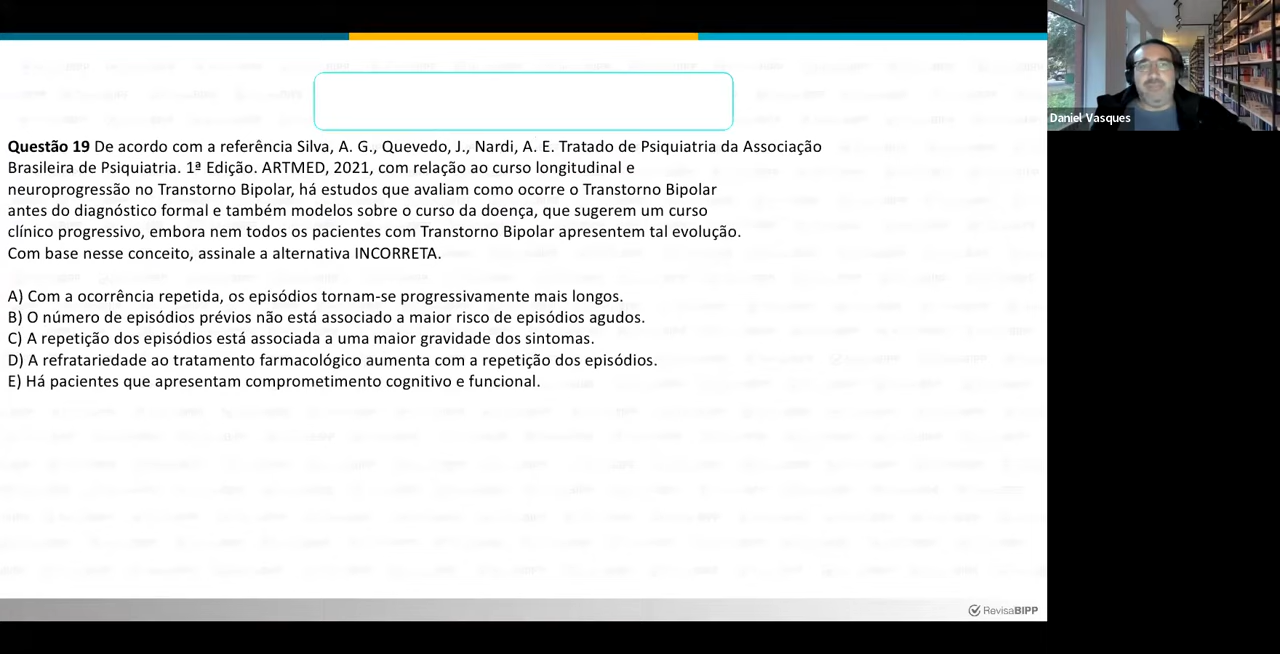 Daniel Vasques
Questão 19 De acordo com a referência Silva, A. G., Quevedo, J., Nardi, A. E. Tratado de Psiquiatria da Associação
Brasileira de Psiquiatria. 1ª Edição. ARTMED, 2021, com relação ao curso longitudinal e
neuroprogressão no Transtorno Bipolar, há estudos que avaliam como ocorre o Transtorno Bipolar
antes do diagnóstico formal e também modelos sobre o curso da doença, que sugerem um curso
clínico progressivo, embora nem todos os pacientes com Transtorno Bipolar apresentem tal evolução.
Com base nesse conceito, assinale a alternativa INCORRETA.
A) Com a ocorrência repetida, os episódios tornam-se progressivamente mais longos.
B) O número de episódios prévios não está associado a maior risco de episódios agudos.
C) A repetição dos episódios está associada a uma maior gravidade dos sintomas.
D) A refratariedade ao tratamento farmacológico aumenta com a repetição dos episódios.
E) Há pacientes que apresentam comprometimento cognitivo e funcional.
RevisaBIPP